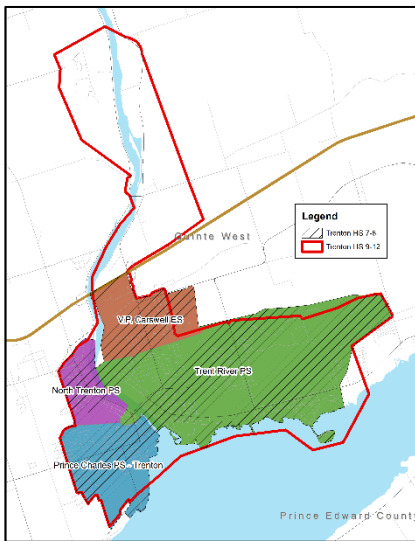 Legend
Trenton HS 7-8
Trenton HS 9-12
Quinte West
V.P. Carswell ES
Trent River PS
North Trenton PS
Prince Charles PS - Trenton
Prince Edward County